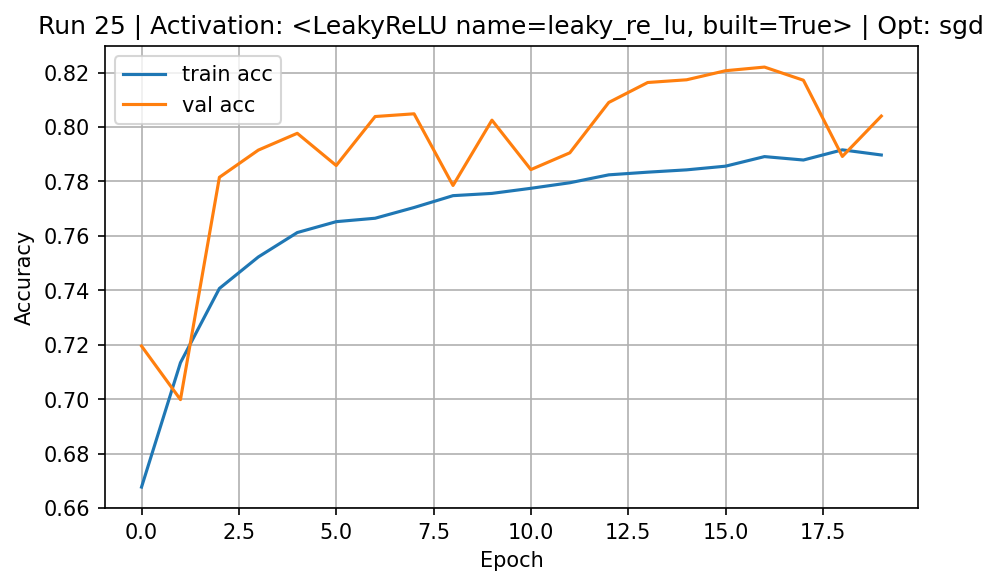 Run 25 | Activation: <LeakyReLU name=leaky_re_lu, built=True> | Opt: sgd
train acc
val acc
0.82
0.80
0.78
0.76
0.74
0.72
0.70
0.68
0.66
Accuracy
0.0 2.5 5.0 7.5 10.0 12.5 15.0 17.5
Epoch